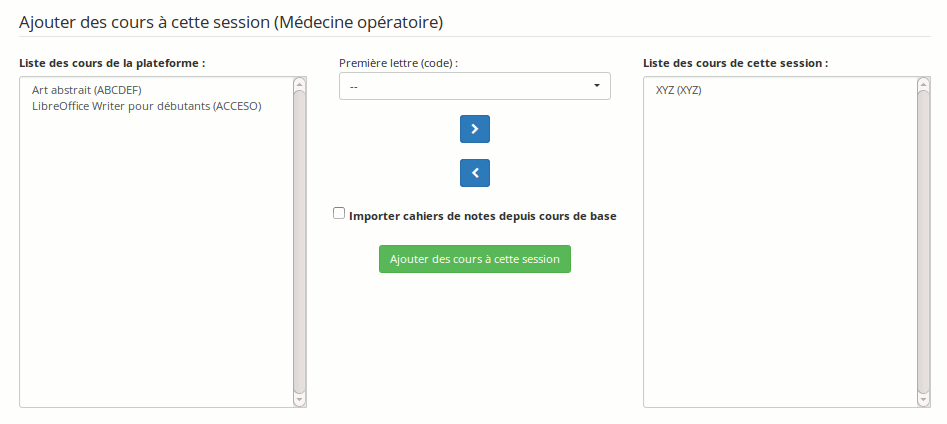 Ajouter des cours à cette session (Médecine opératoire)
Liste des cours de la plateforme :
Art abstrait (ABCDEF)
LibreOffice Writer pour débutants (ACCESO)
Première lettre (code) :
--
Importer cahiers de notes depuis cours de base
Ajouter des cours à cette session
Liste des cours de cette session :
XYZ (XYZ)